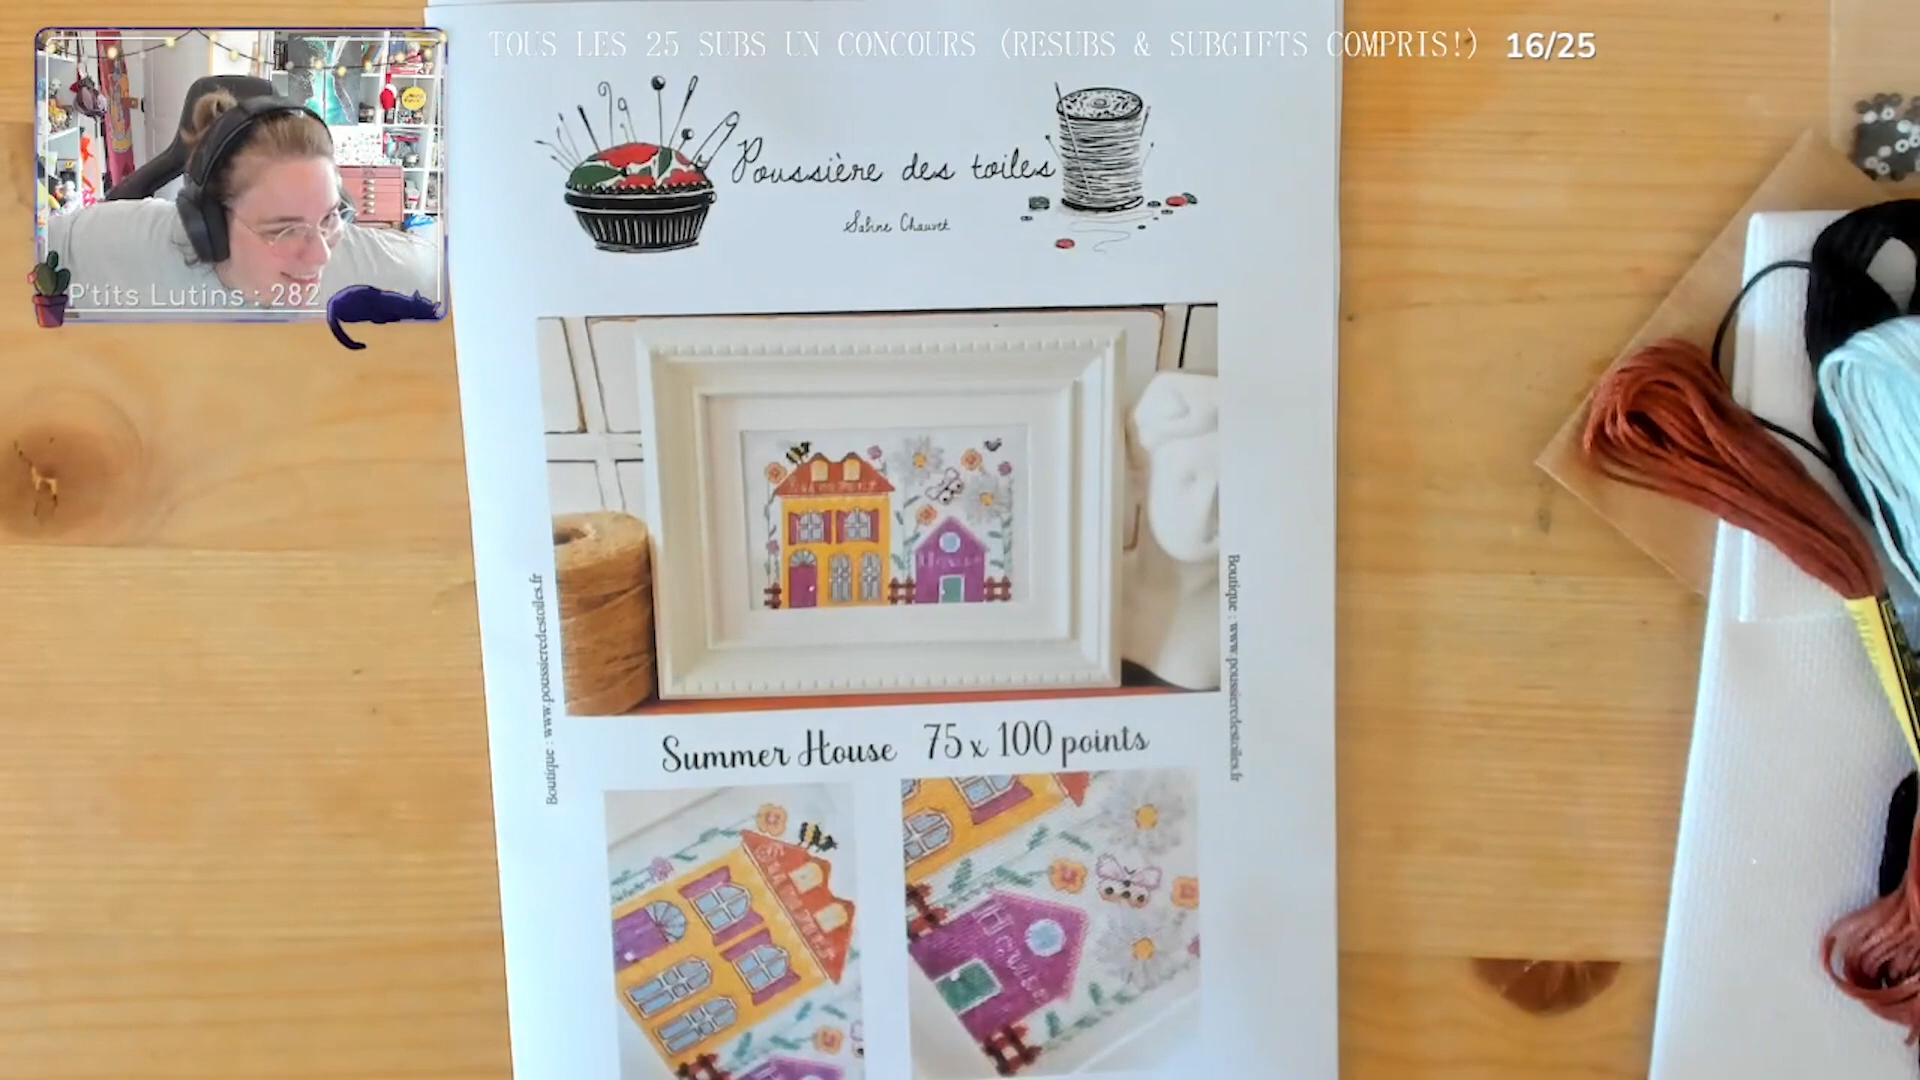 TOUS LES 25 SUBS UN CONCOURS (RESUBS & SUBGIFTS COMPRIS!) 16/25
P'tits Lutins : 282
Poussière des toiles
Sabine Chauvet
Boutique : www.poussieredestoiles.fr
Boutique : www.poussieredestoiles.fr
Summer House 75 x 100 points